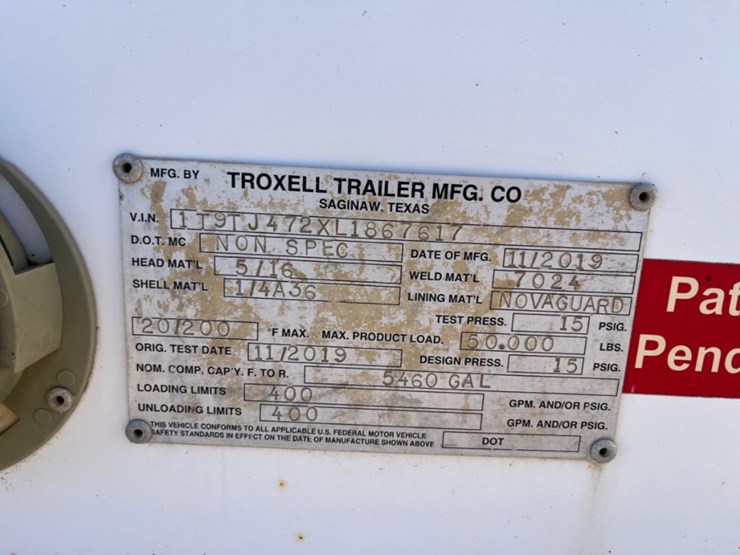 MFG. BY TROXELL TRAILER MFG. CO
SAGINAW, TEXAS
V.I.N. 1T9TJ472XL1867617
D.O.T. MC NON SPEC DATE OF MFG. 11/2019
HEAD MAT'L 5/16 WELD MAT'L 7024
SHELL MAT'L 1/4A36 LINING MAT'L NOVAGUARD
TEST PRESS. 15 PSIG.
20/200 °F MAX. MAX. PRODUCT LOAD. 50.000 LBS.
ORIG. TEST DATE 11/2019 DESIGN PRESS. 15 PSIG.
NOM. COMP. CAP'Y. F. TO R. 5460 GAL
LOADING LIMITS 400 GPM. AND/OR PSIG.
UNLOADING LIMITS 400 GPM. AND/OR PSIG.
THIS VEHICLE CONFORMS TO ALL APPLICABLE U.S. FEDERAL MOTOR VEHICLE
SAFETY STANDARDS IN EFFECT ON THE DATE OF MANUFACTURE SHOWN ABOVE DOT
Pat
Pend